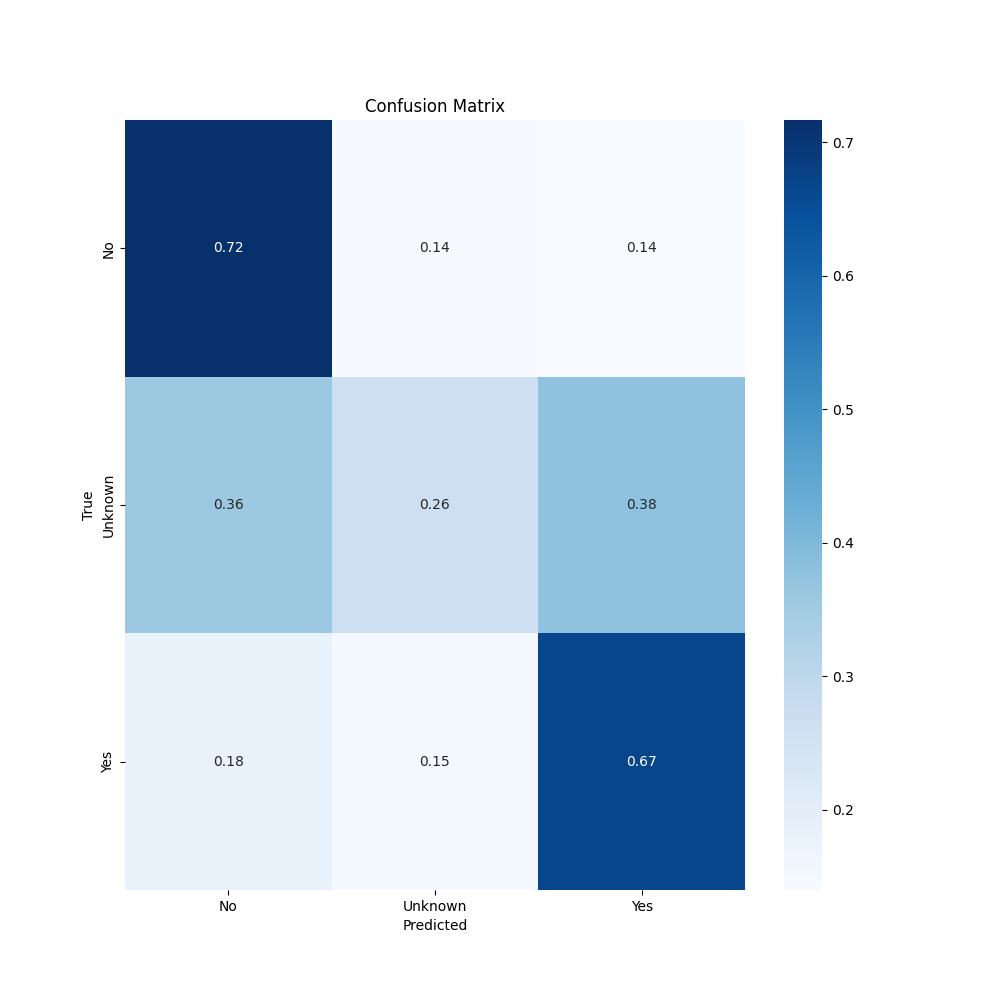 Confusion Matrix
0.72 0.14 0.14
0.36 0.26 0.38
0.18 0.15 0.67
No
Unknown
Yes
True
No Unknown Yes
Predicted
0.7
0.6
0.5
0.4
0.3
0.2